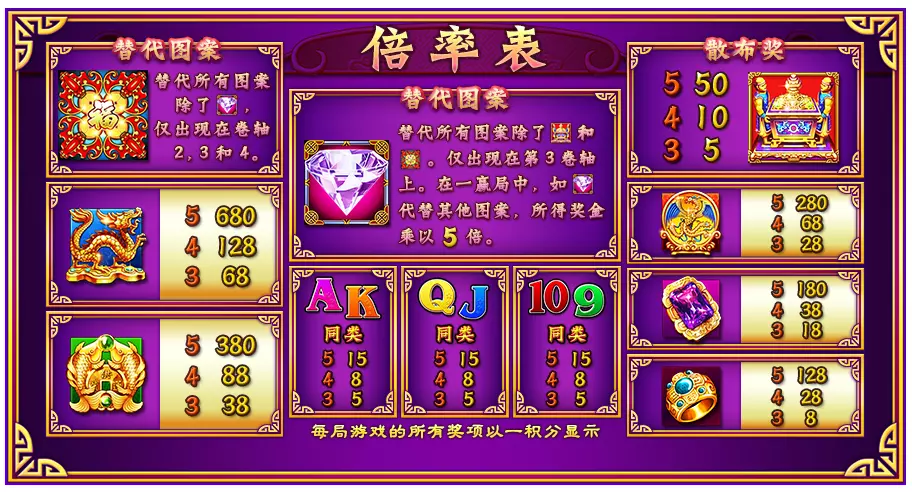 倍率表
替代图案
替代所有图案
除了 ,
仅出现在卷轴
2,3和4。
5 680
4 128
3 68
5 380
4 88
3 38
替代图案
替代所有图案除了 和
。仅出现在第3卷轴
上。在一赢局中，如
代替其他图案，所得奖金
乘以5倍。
A K
同类
5 15
4 8
3 5
Q J
同类
5 15
4 8
3 5
10 9
同类
5 15
4 8
3 5
散布奖
5 50
4 10
3 5
5 280
4 68
3 28
5 180
4 38
3 18
5 128
4 28
3 8
每局游戏的所有奖项以一积分显示
福